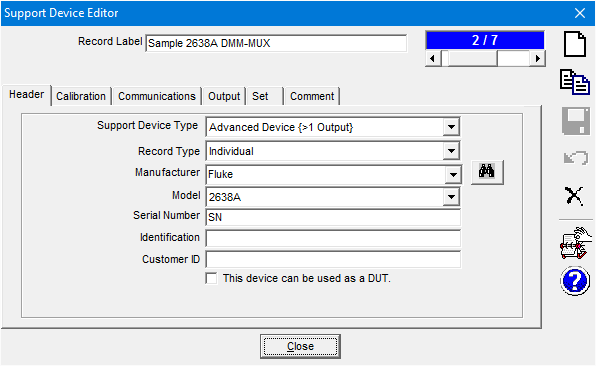 Support Device Editor
Record Label Sample 2638A DMM-MUX 2 / 7
Header Calibration Communications Output Set Comment
Support Device Type Advanced Device {>1 Output}
Record Type Individual
Manufacturer Fluke
Model 2638A
Serial Number SN
Identification
Customer ID
This device can be used as a DUT.
Close